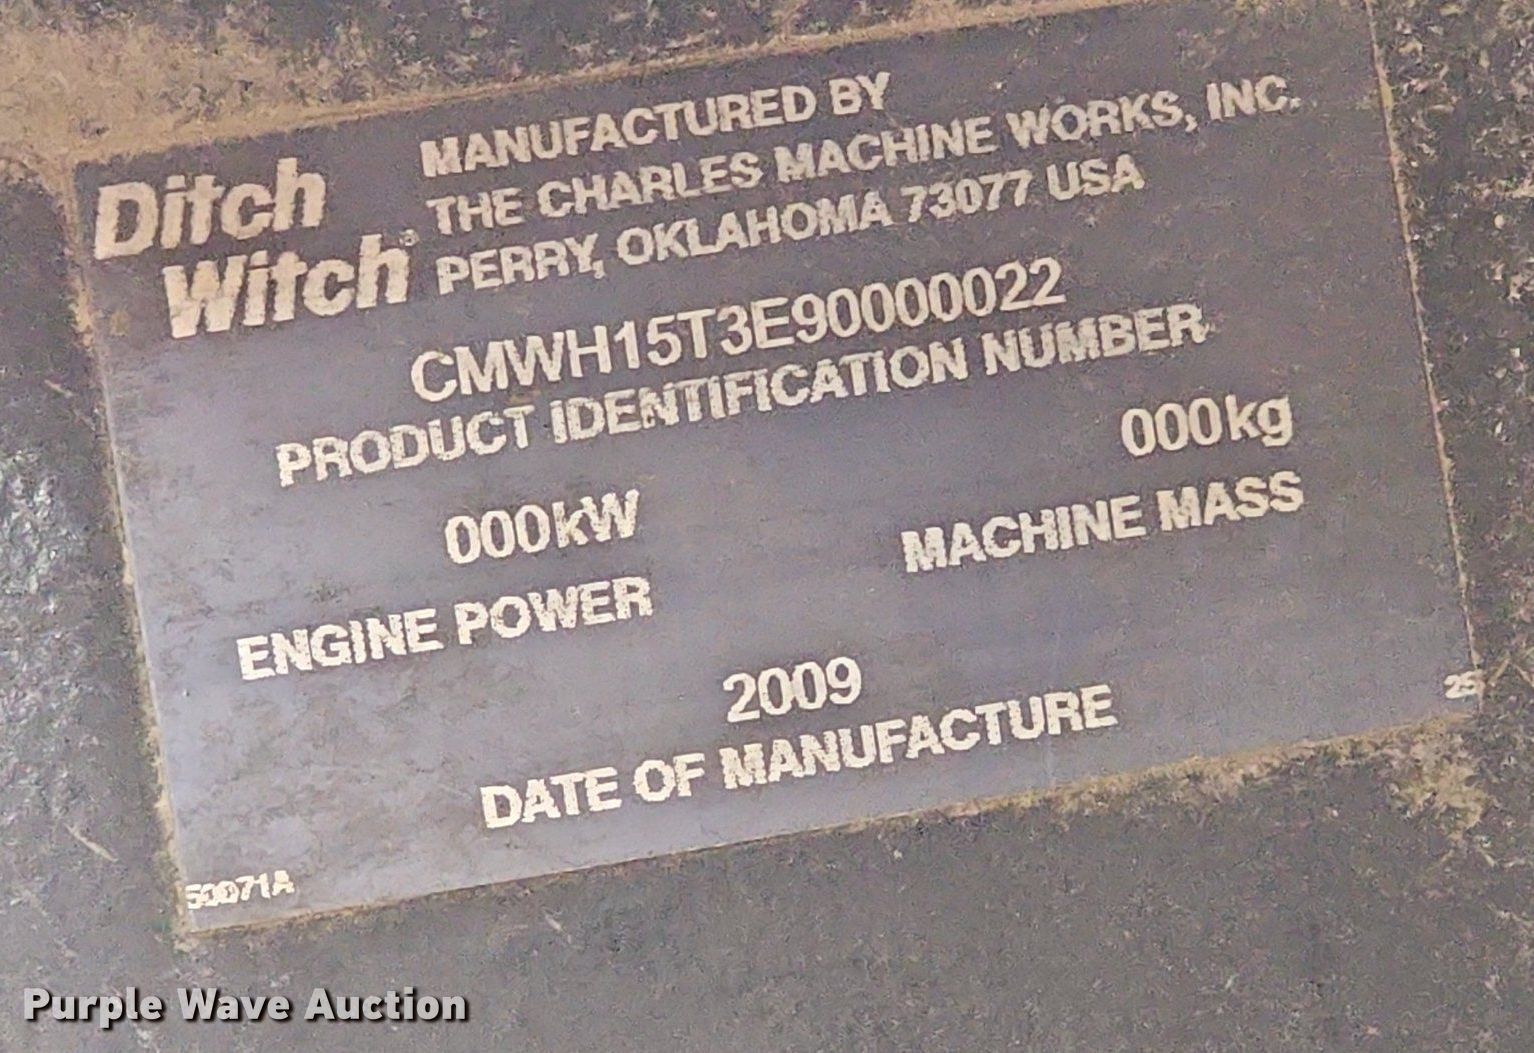 Ditch Witch®
MANUFACTURED BY
THE CHARLES MACHINE WORKS, INC.
PERRY, OKLAHOMA 73077 USA
CMWH15T3E90000022
PRODUCT IDENTIFICATION NUMBER
000kW
000kg
ENGINE POWER
MACHINE MASS
2009
DATE OF MANUFACTURE
50071A
25
Purple Wave Auction